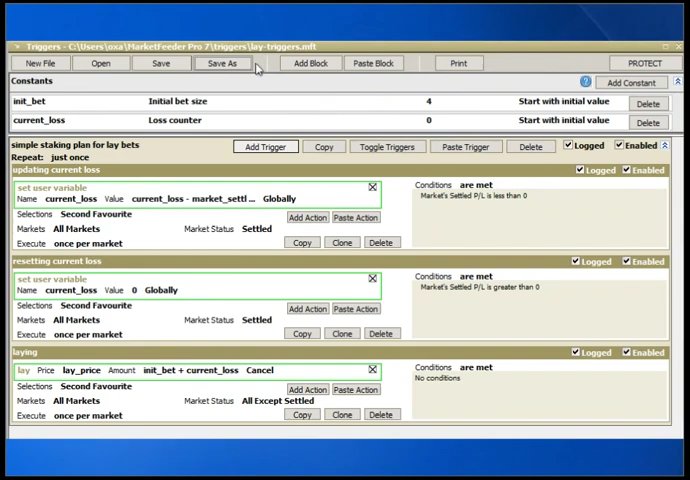 Triggers - C:\Users\oxa\MarketFeeder Pro 7\triggers\lay-triggers.mft
New File Open Save Save As Add Block Paste Block Print PROTECT
Constants Add Constant
init_bet Initial bet size 4 Start with initial value Delete
current_loss Loss counter 0 Start with initial value Delete
simple staking plan for lay bets Add Trigger Copy Toggle Triggers Paste Trigger Delete Logged Enabled
Repeat: just once
updating current loss Logged Enabled
set user variable Conditions are met
Name current_loss Value current_loss - market_settl ... Globally Market's Settled P/L is less than 0
Selections Second Favourite Add Action Paste Action
Markets All Markets Market Status Settled
Execute once per market Copy Clone Delete
resetting current loss Logged Enabled
set user variable Conditions are met
Name current_loss Value 0 Globally Market's Settled P/L is greater than 0
Selections Second Favourite Add Action Paste Action
Markets All Markets Market Status Settled
Execute once per market Copy Clone Delete
laying Logged Enabled
lay Price lay_price Amount init_bet + current_loss Cancel Conditions are met
No conditions
Selections Second Favourite Add Action Paste Action
Markets All Markets Market Status All Except Settled
Execute once per market Copy Clone Delete